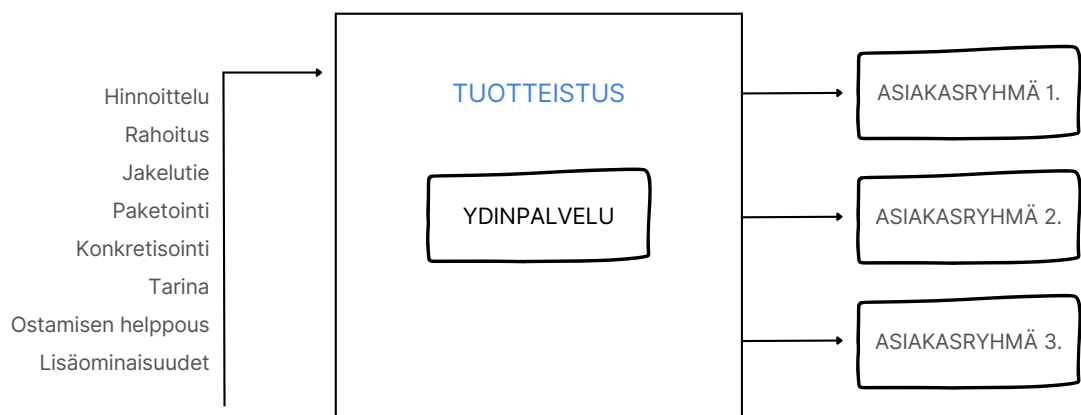 Hinnoittelu
Rahoitus
Jakelutie
Paketointi
Konkretisointi
Tarina
Ostamisen helppous
Lisäominaisuudet
TUOTTEISTUS
YDINPALVELU
ASIAKASRYHMÄ 1.
ASIAKASRYHMÄ 2.
ASIAKASRYHMÄ 3.